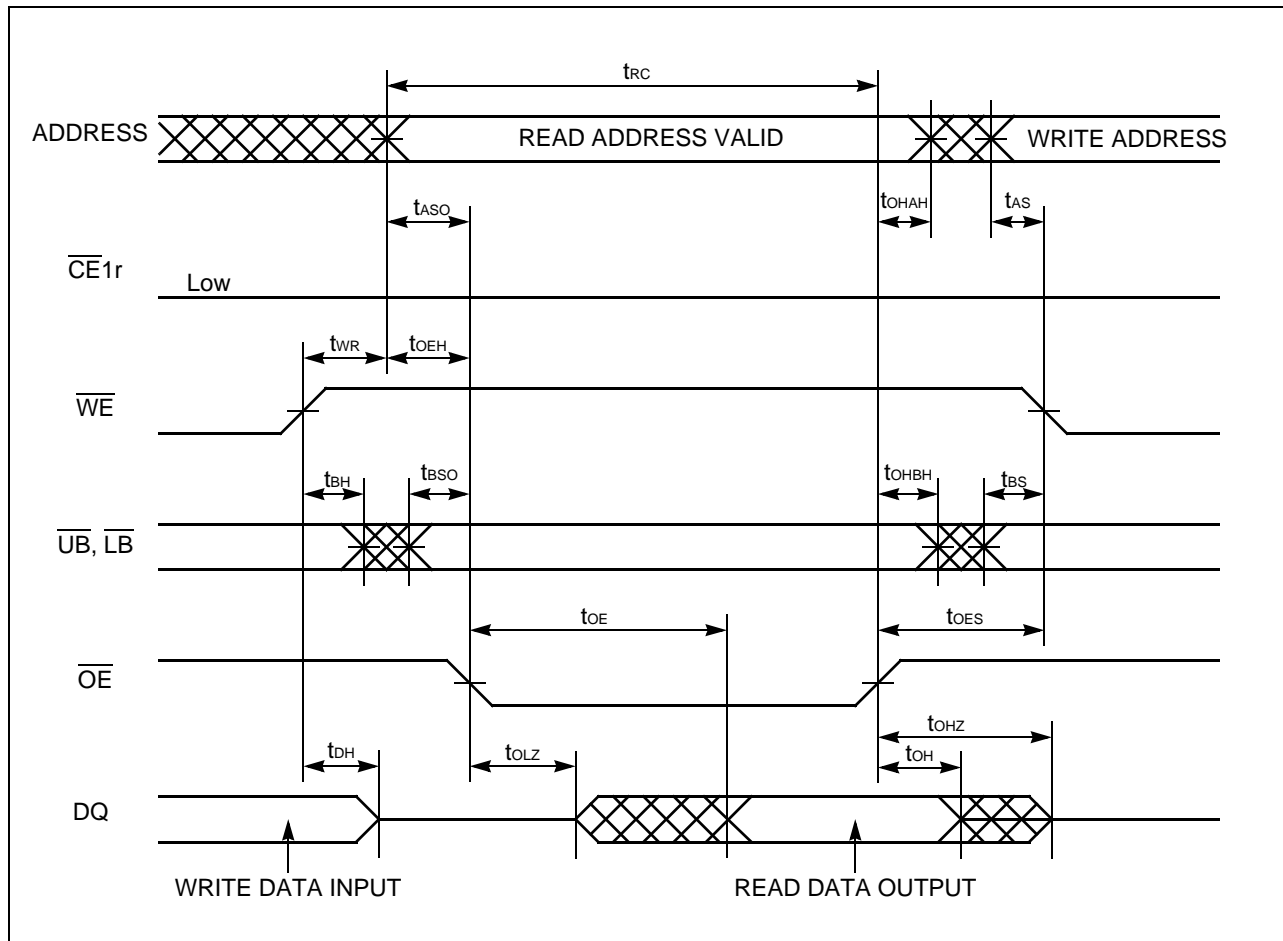 tRC
ADDRESS
READ ADDRESS VALID
WRITE ADDRESS
tASO
tOHAH
tAS
CE1r
Low
tWR
tOEH
WE
tBH
tBSO
tOHBH
tBS
UB, LB
tOE
tOES
OE
tOHZ
tDH
tOLZ
tOH
DQ
WRITE DATA INPUT
READ DATA OUTPUT